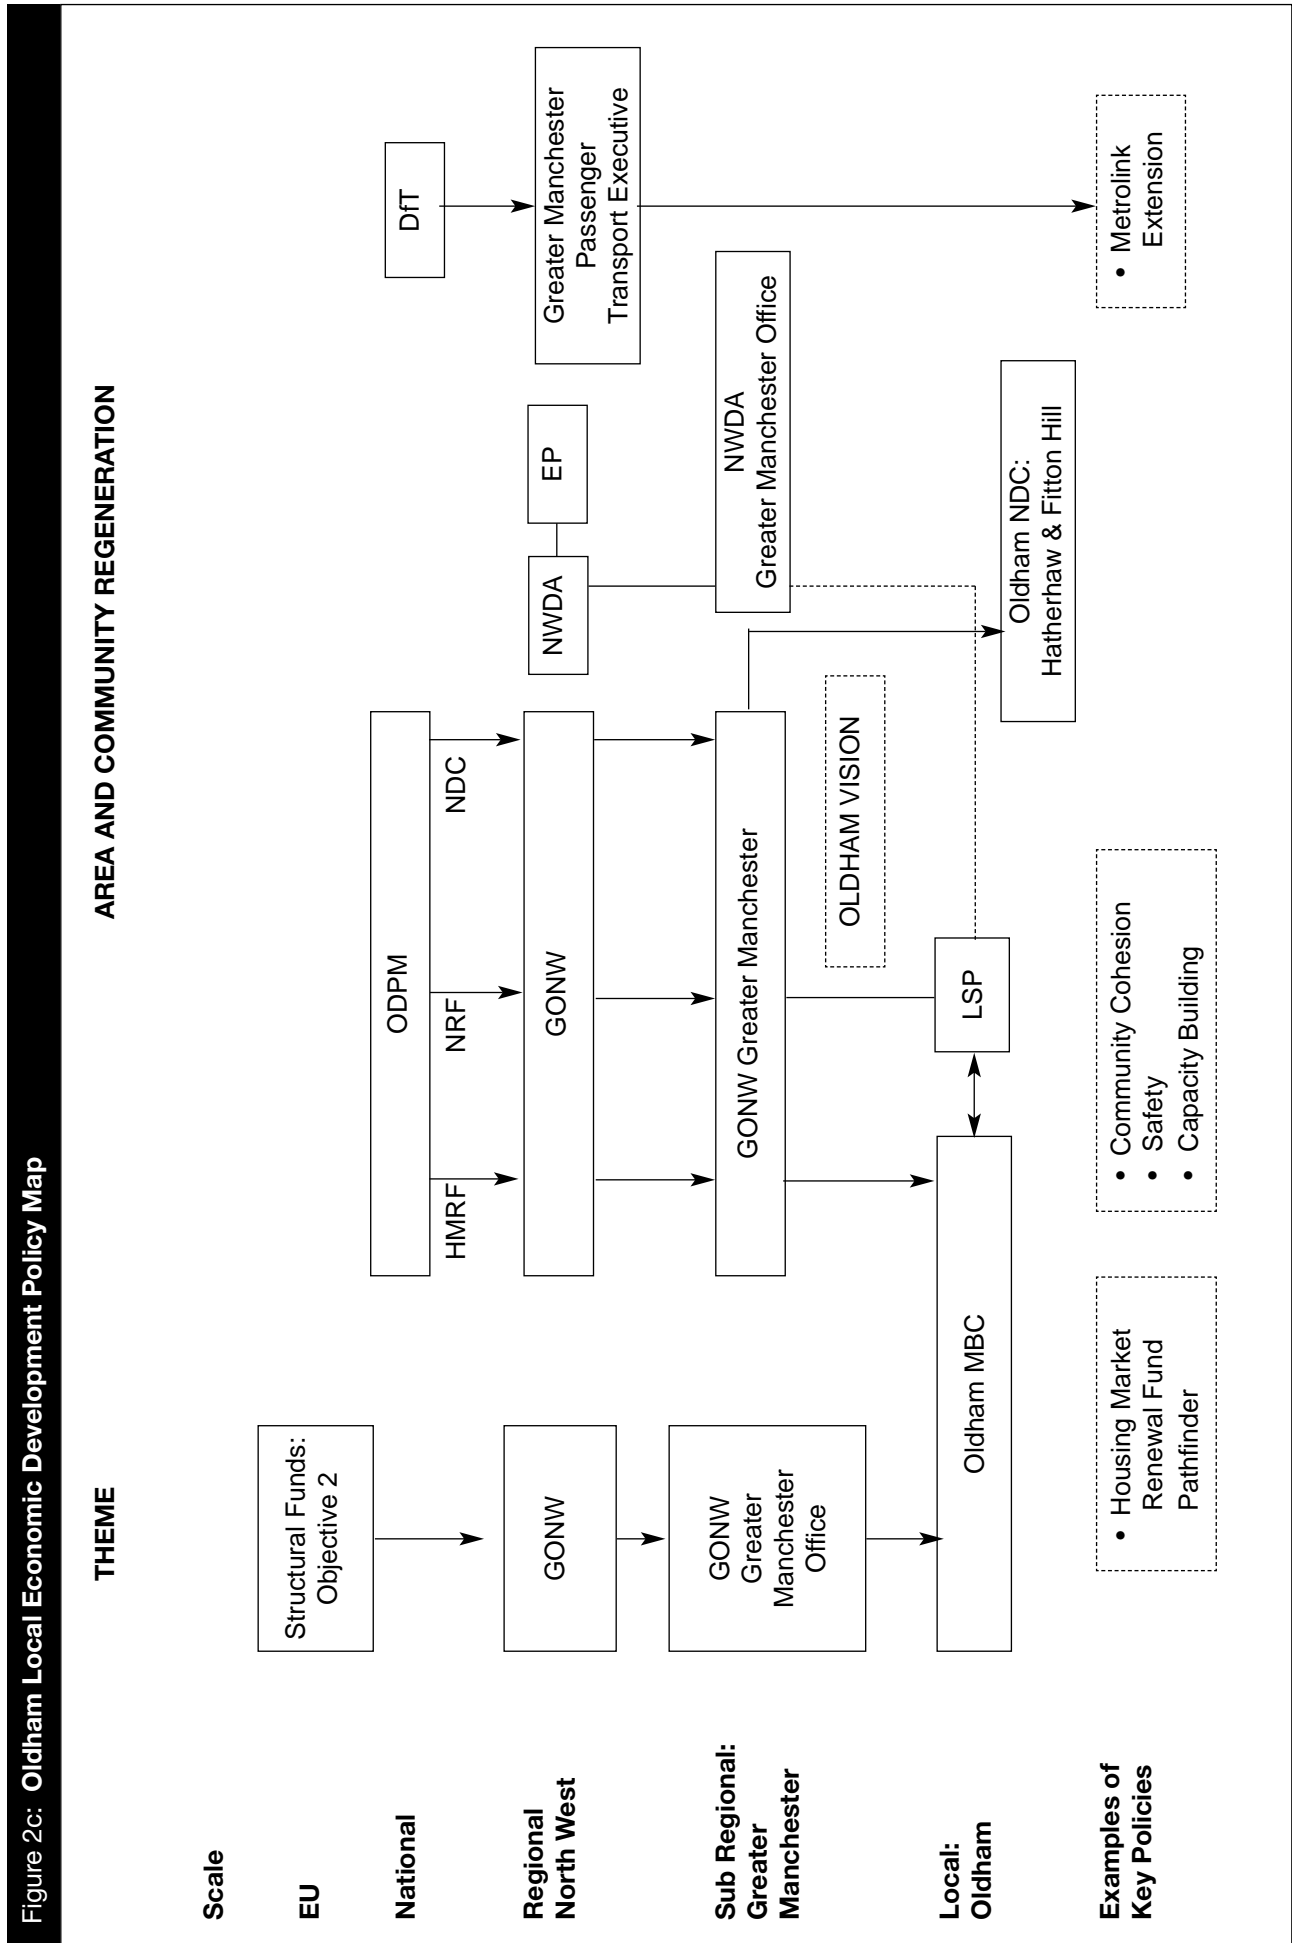 Figure 2c: Oldham Local Economic Development Policy Map
THEME
AREA AND COMMUNITY REGENERATION
Scale
EU
Structural Funds:
Objective 2
National
ODPM
DfT
HMRF
NRF
NDC
Regional
North West
GONW
GONW
NWDA
EP
Greater Manchester
Passenger
Transport Executive
Sub Regional:
Greater
Manchester
GONW
Greater
Manchester
Office
GONW Greater Manchester
NWDA
Greater Manchester Office
OLDHAM VISION
Local:
Oldham
Oldham MBC
LSP
Oldham NDC:
Hatherhaw & Fitton Hill
Examples of
Key Policies
• Housing Market
Renewal Fund
Pathfinder
• Community Cohesion
• Safety
• Capacity Building
• Metrolink
Extension